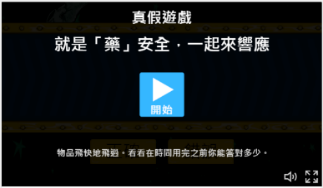 真假遊戲
就是「藥」安全，一起來響應
開始
物品飛快地飛過。看看在時間用完之前你能答對多少。